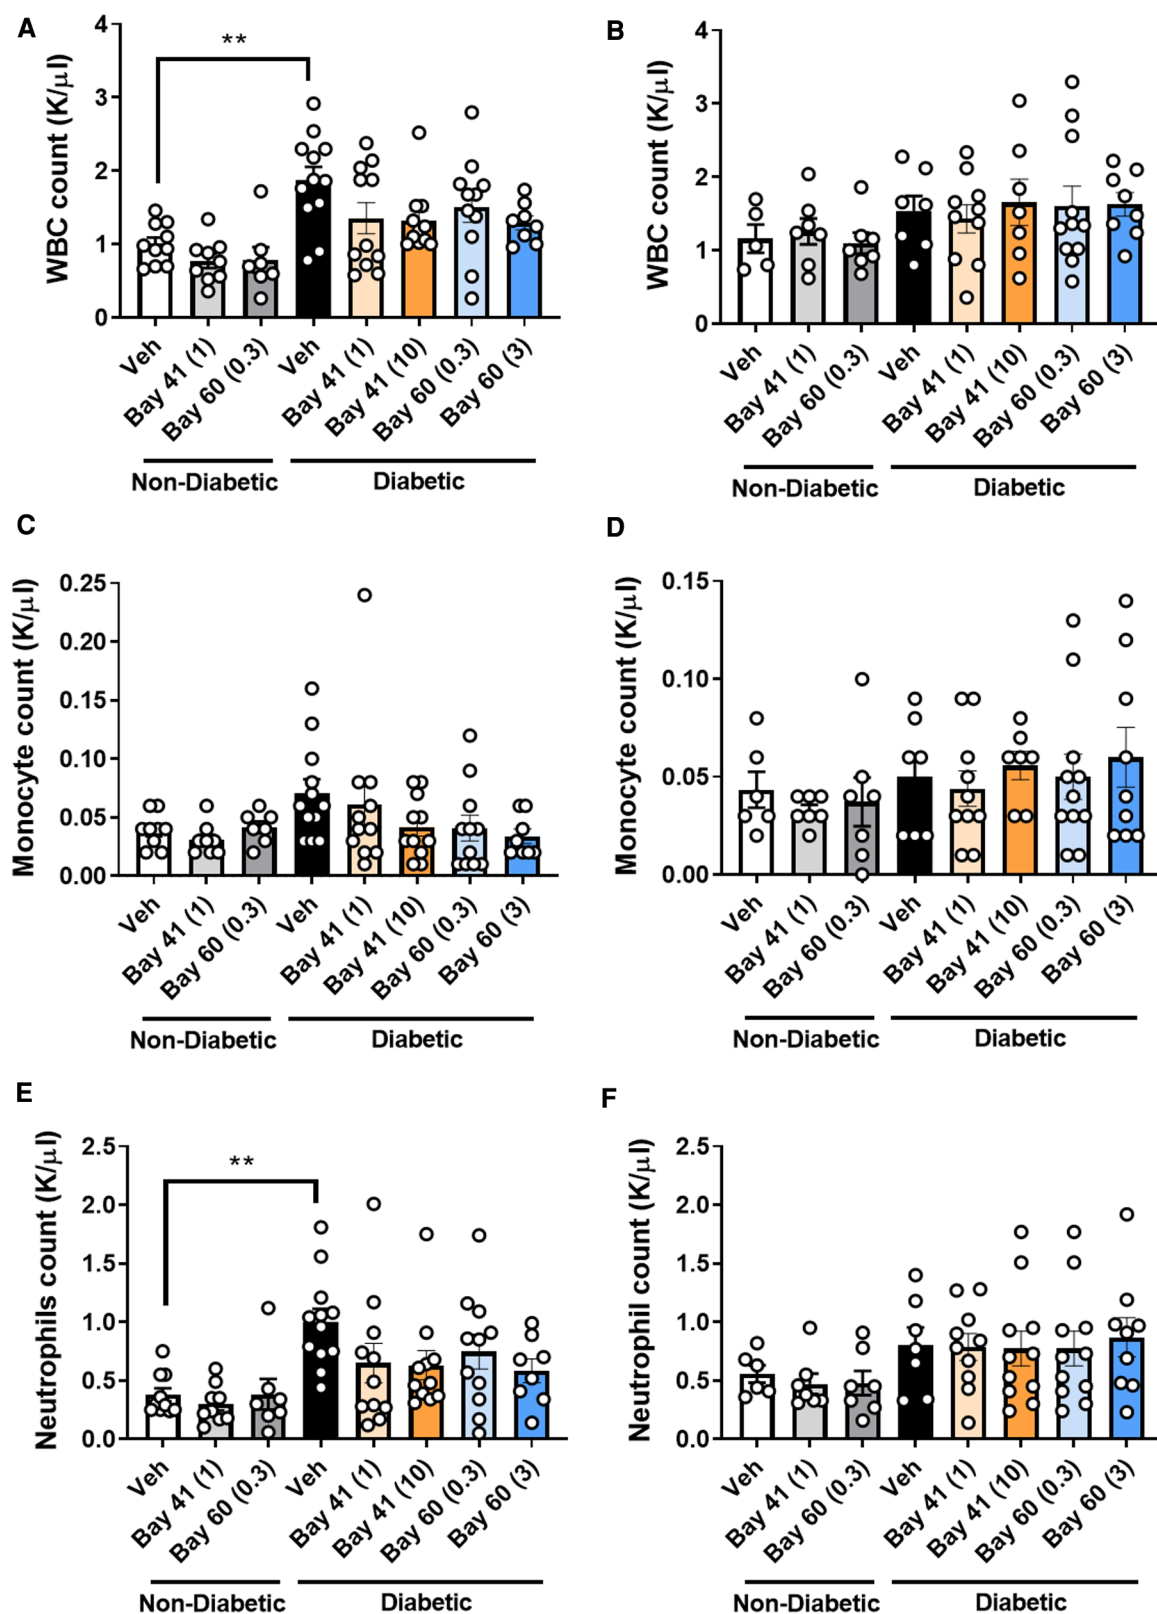 A
WBC count (K/μl)
4
3
2
1
0
**
Veh
Bay 41 (1)
Bay 60 (0.3)
Veh
Bay 41 (1)
Bay 41 (10)
Bay 60 (0.3)
Bay 60 (3)
Non-Diabetic
Diabetic
B
WBC count (K/μl)
4
3
2
1
0
Veh
Bay 41 (1)
Bay 60 (0.3)
Veh
Bay 41 (1)
Bay 41 (10)
Bay 60 (0.3)
Bay 60 (3)
Non-Diabetic
Diabetic
C
Monocyte count (K/μl)
0.25
0.20
0.15
0.10
0.05
0.00
Veh
Bay 41 (1)
Bay 60 (0.3)
Veh
Bay 41 (1)
Bay 41 (10)
Bay 60 (0.3)
Bay 60 (3)
Non-Diabetic
Diabetic
D
Monocyte count (K/μl)
0.15
0.10
0.05
0.00
Veh
Bay 41 (1)
Bay 60 (0.3)
Veh
Bay 41 (1)
Bay 41 (10)
Bay 60 (0.3)
Bay 60 (3)
Non-Diabetic
Diabetic
E
Neutrophils count (K/μl)
2.5
2.0
1.5
1.0
0.5
0.0
**
Veh
Bay 41 (1)
Bay 60 (0.3)
Veh
Bay 41 (1)
Bay 41 (10)
Bay 60 (0.3)
Bay 60 (3)
Non-Diabetic
Diabetic
F
Neutrophil count (K/μl)
2.5
2.0
1.5
1.0
0.5
0.0
Veh
Bay 41 (1)
Bay 60 (0.3)
Veh
Bay 41 (1)
Bay 41 (10)
Bay 60 (0.3)
Bay 60 (3)
Non-Diabetic
Diabetic